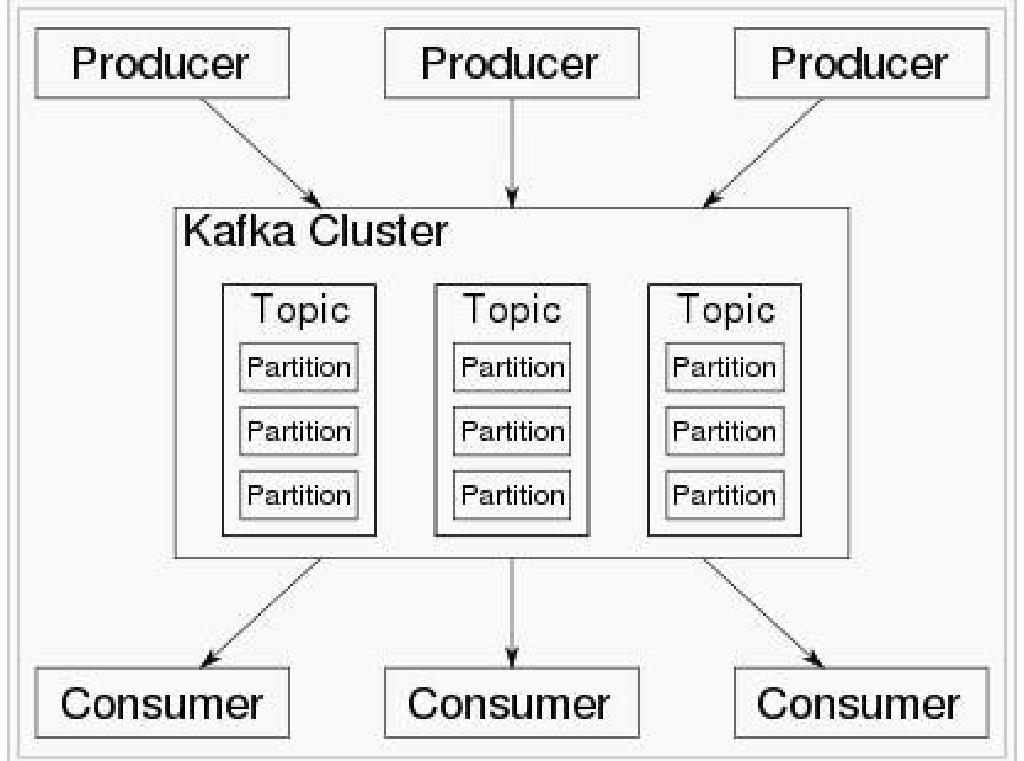 Producer Producer Producer
Kafka Cluster
Topic Topic Topic
Partition Partition Partition
Partition Partition Partition
Partition Partition Partition
Consumer Consumer Consumer